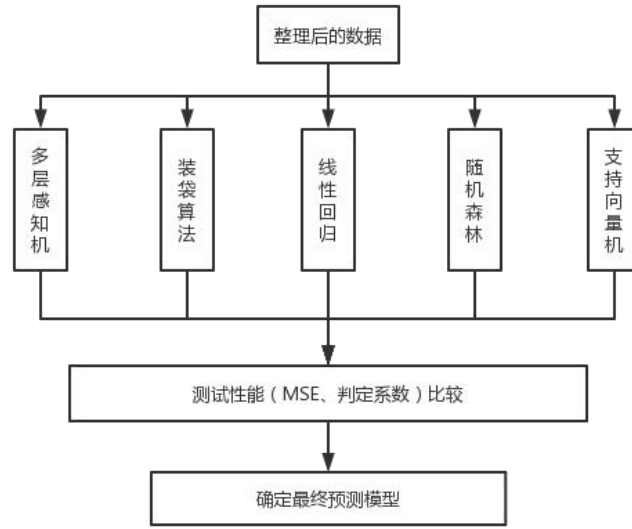 整理后的数据
多层感知机
装袋算法
线性回归
随机森林
支持向量机
测试性能（MSE、判定系数）比较
确定最终预测模型